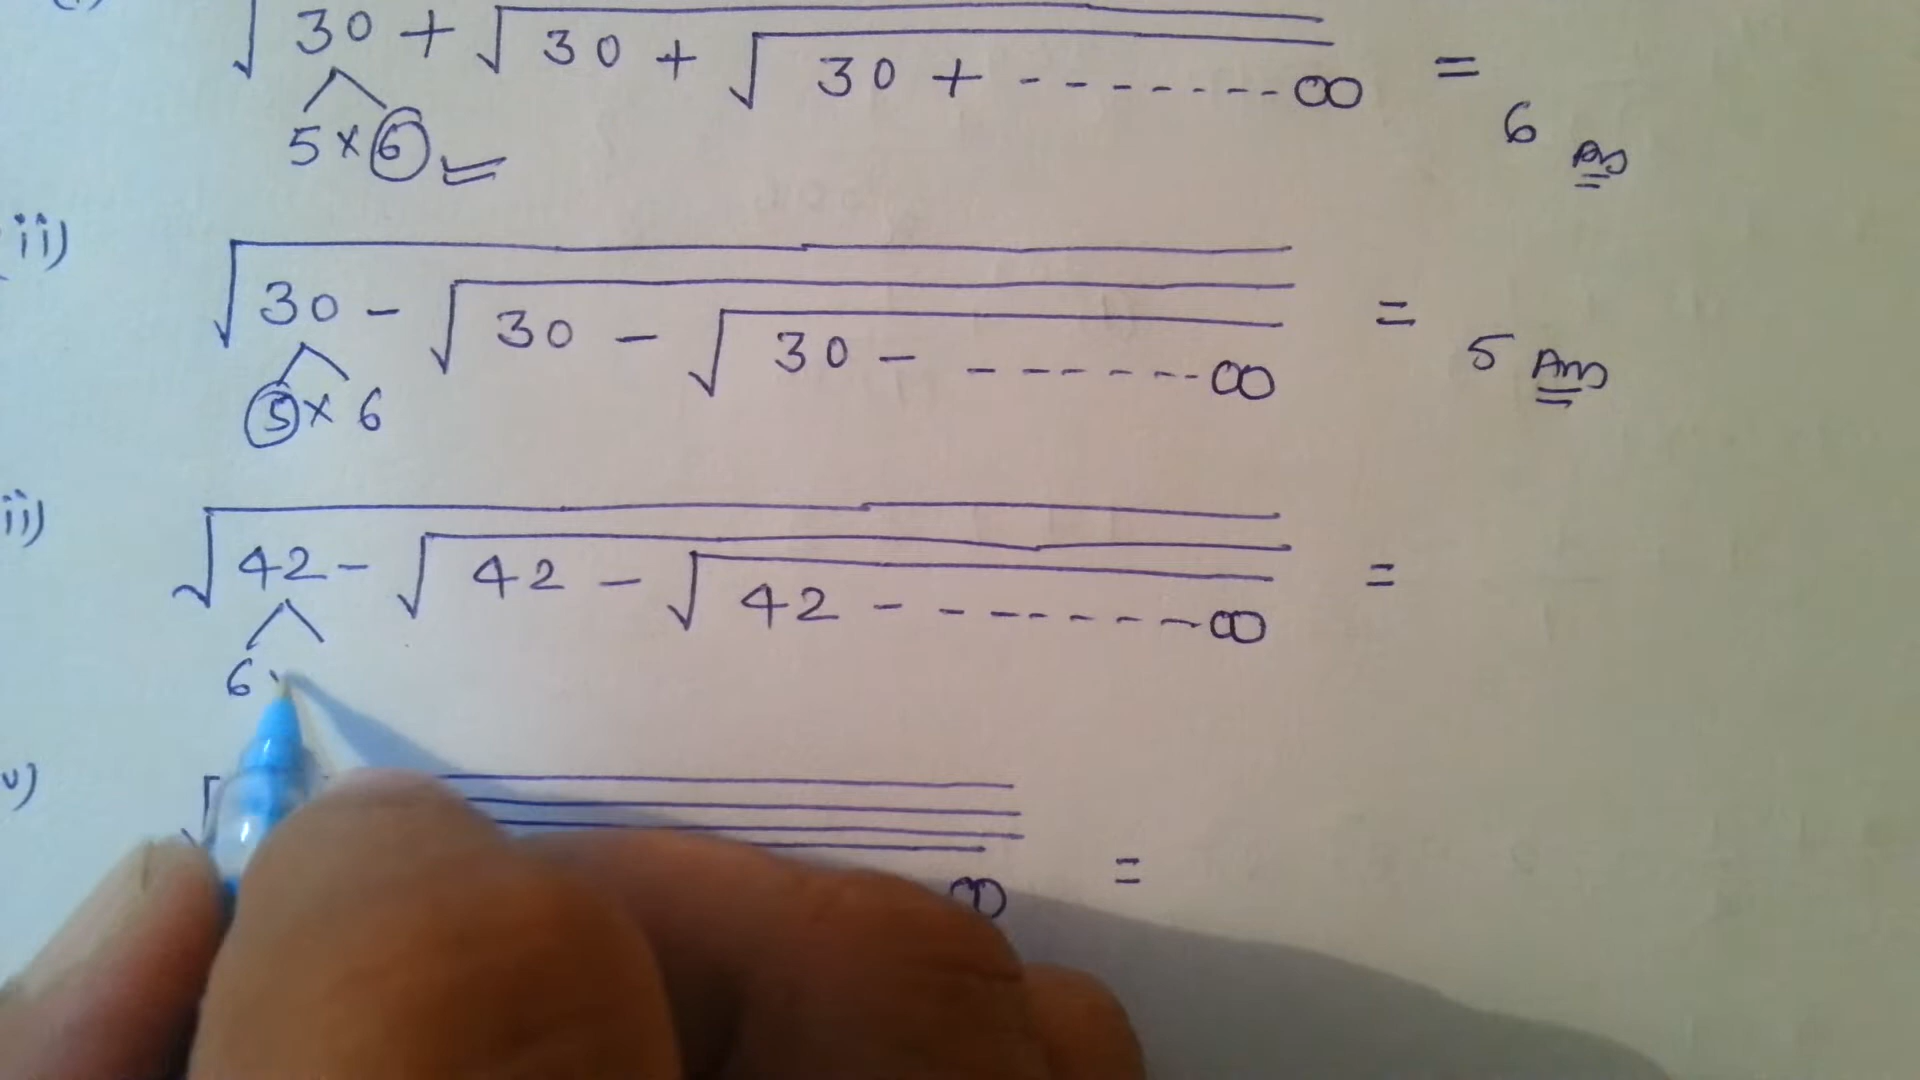 √30 + √30 + √30 + - - - - - - - ∞ =
6 Ans
5 × 6
ii) √30 - √30 - √30 - - - - - - - ∞ =
5 Ans
5 × 6
ii) √42 - √42 - √42 - - - - - - - - ∞ =
6
v) ∞ =